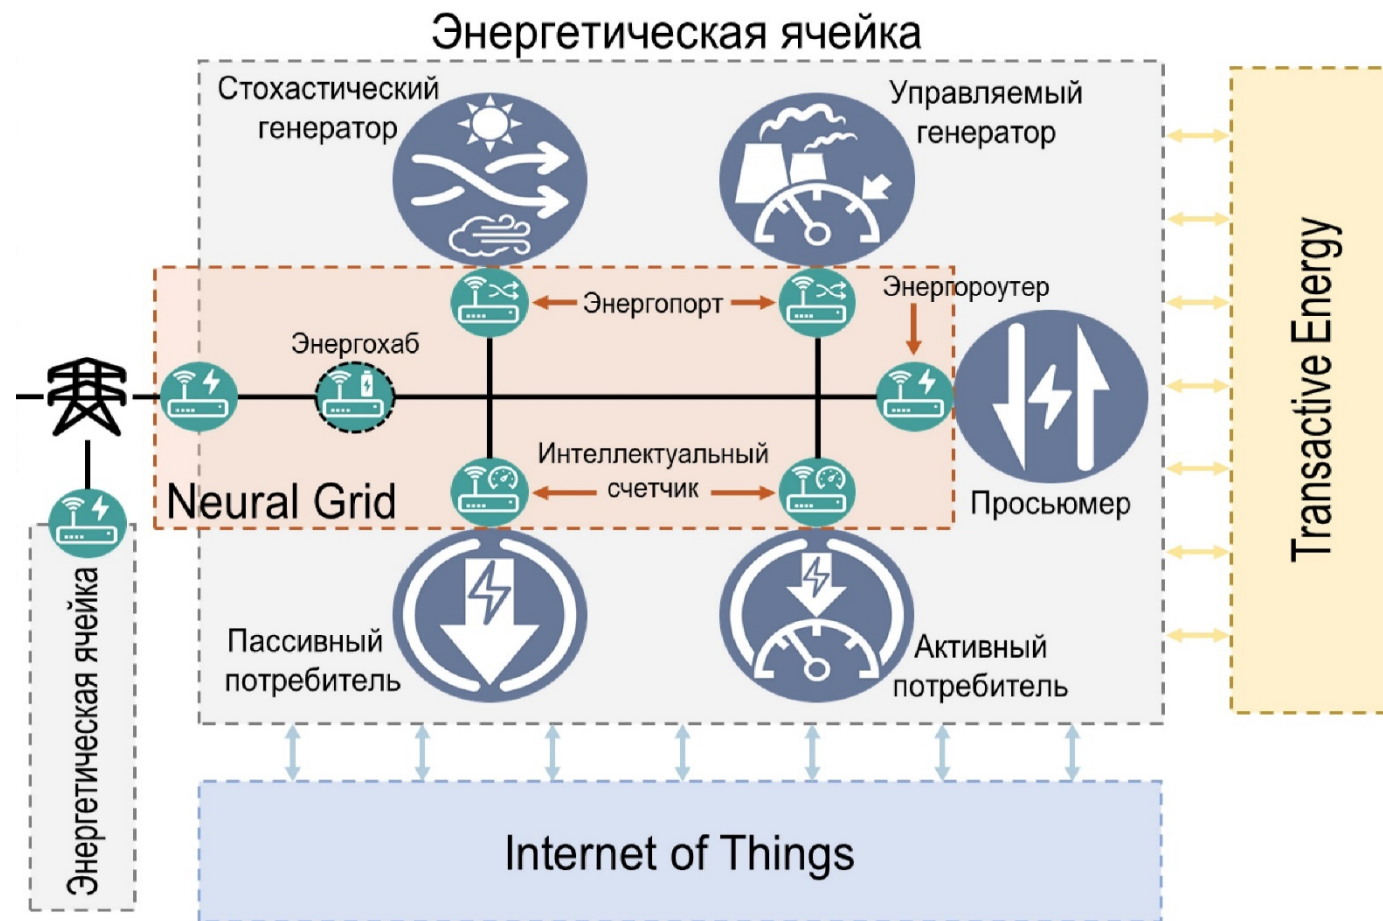 Энергетическая ячейка
Стохастический
генератор
Управляемый
генератор
Энергопорт
Энергороутер
Энергохаб
Интеллектуальный
счетчик
Neural Grid
Просьюмер
Пассивный
потребитель
Активный
потребитель
Энергетическая ячейка
Transactive Energy
Internet of Things